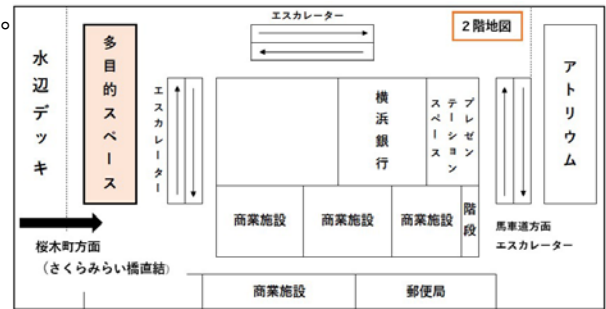 。
エスカレーター
２階地図
水辺デッキ
多目的スペース
エスカレーター
横浜銀行
プレゼン
テーション
スペース
アトリウム
商業施設
商業施設
商業施設
階段
馬車道方面
エスカレーター
桜木町方面
（さくらみらい橋直結）
商業施設
郵便局